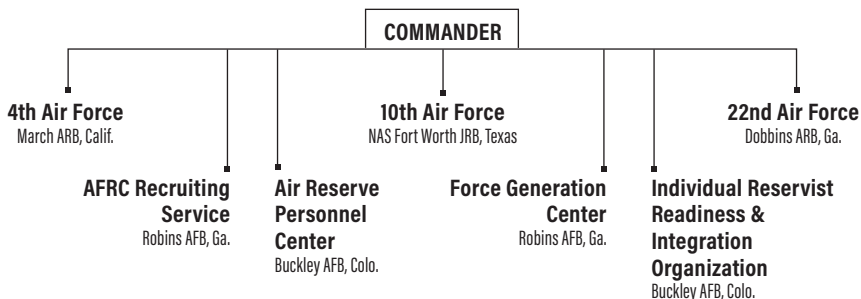 COMMANDER
4th Air Force
March ARB, Calif.
10th Air Force
NAS Fort Worth JRB, Texas
22nd Air Force
Dobbins ARB, Ga.
AFRC Recruiting
Service
Robins AFB, Ga.
Air Reserve
Personnel
Center
Buckley AFB, Colo.
Force Generation
Center
Robins AFB, Ga.
Individual Reservist
Readiness &
Integration
Organization
Buckley AFB, Colo.